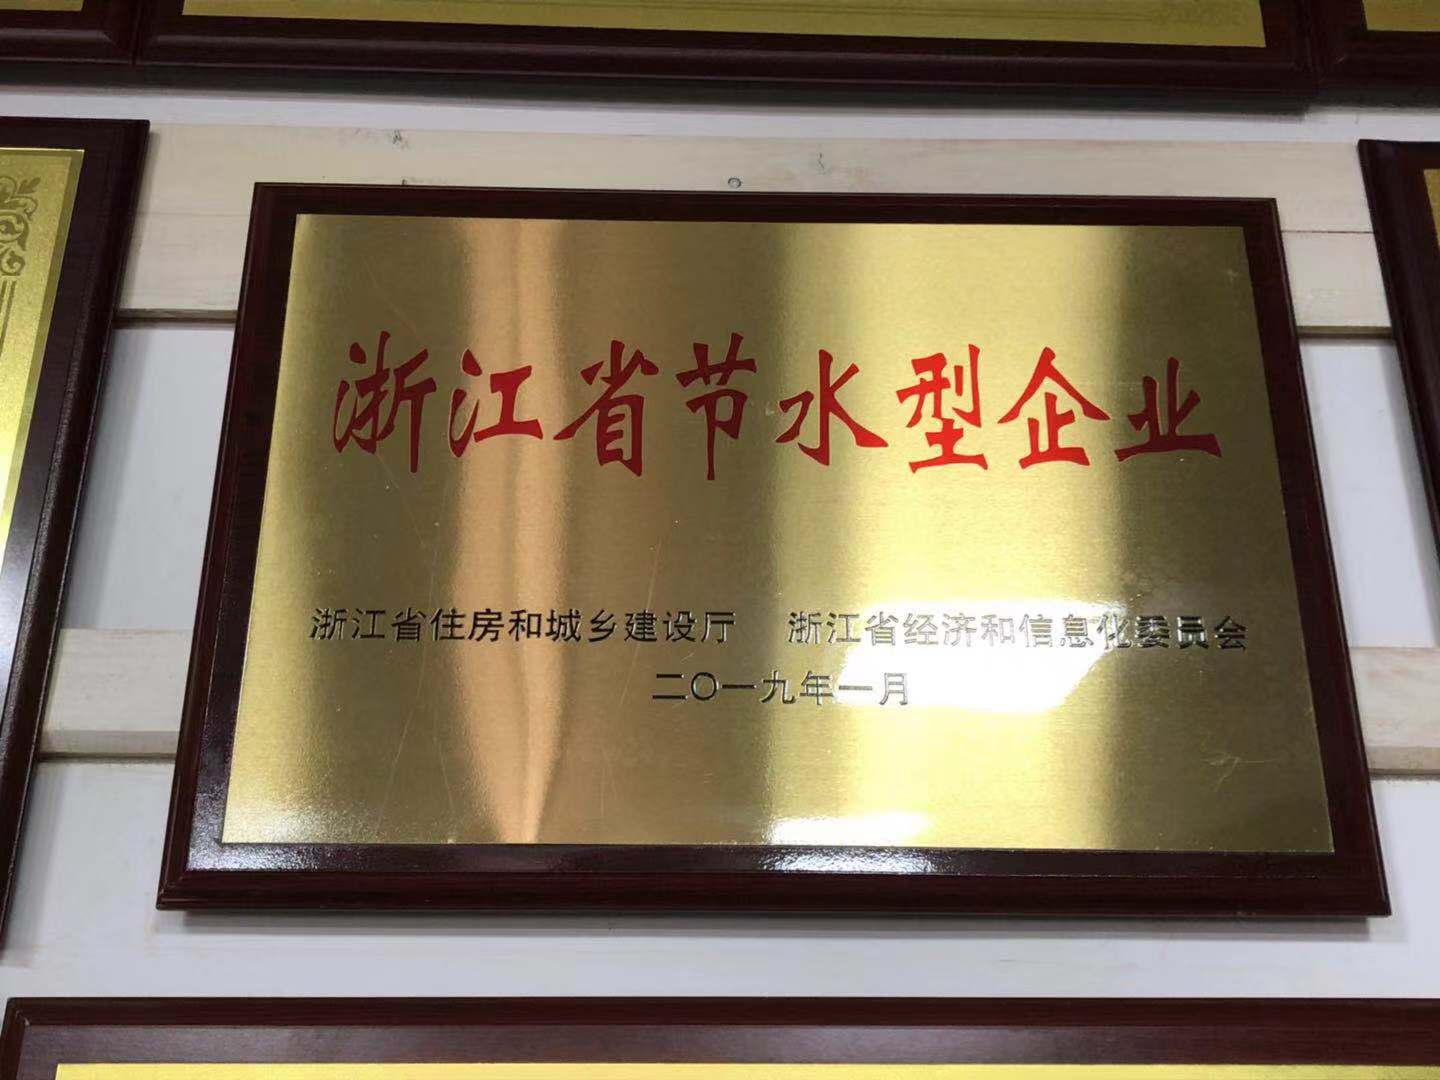 浙江省节水型企业
浙江省住房和城乡建设厅 浙江省经济和信息化委员会
二〇一九年一月